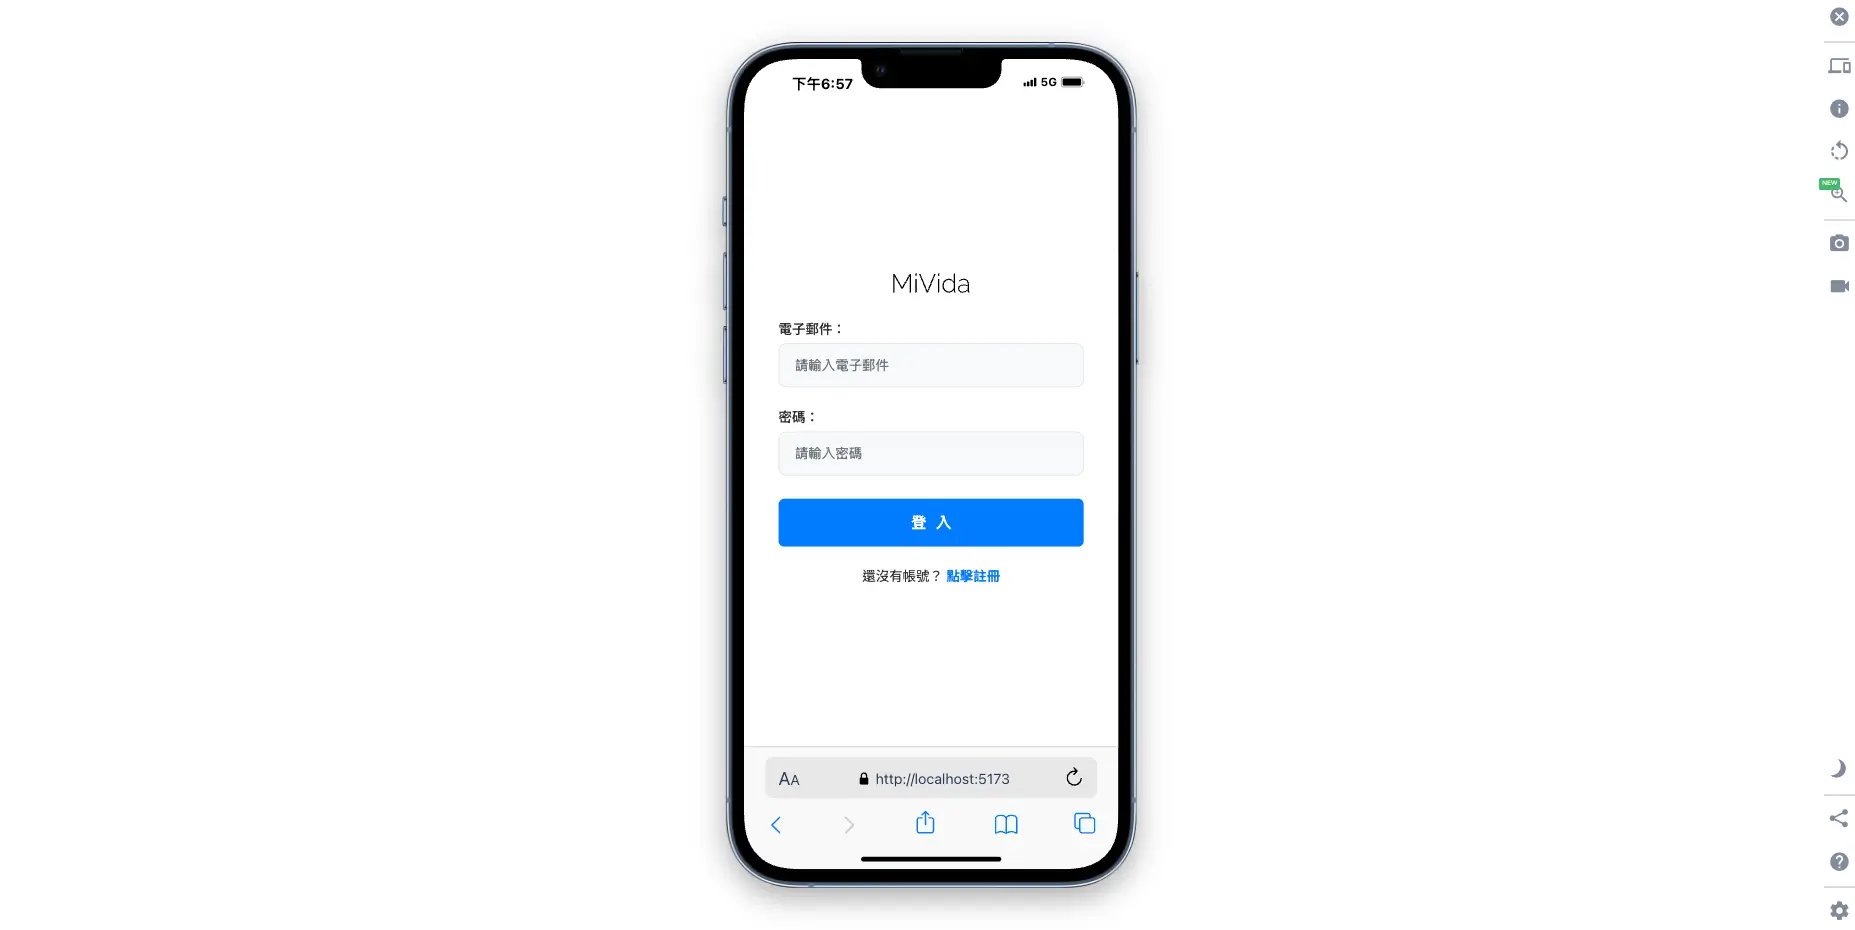 下午6:57
5G
NEW
MiVida
電子郵件：
請輸入電子郵件
密碼：
請輸入密碼
登 入
還沒有帳號？ 點擊註冊
AA
http://localhost:5173